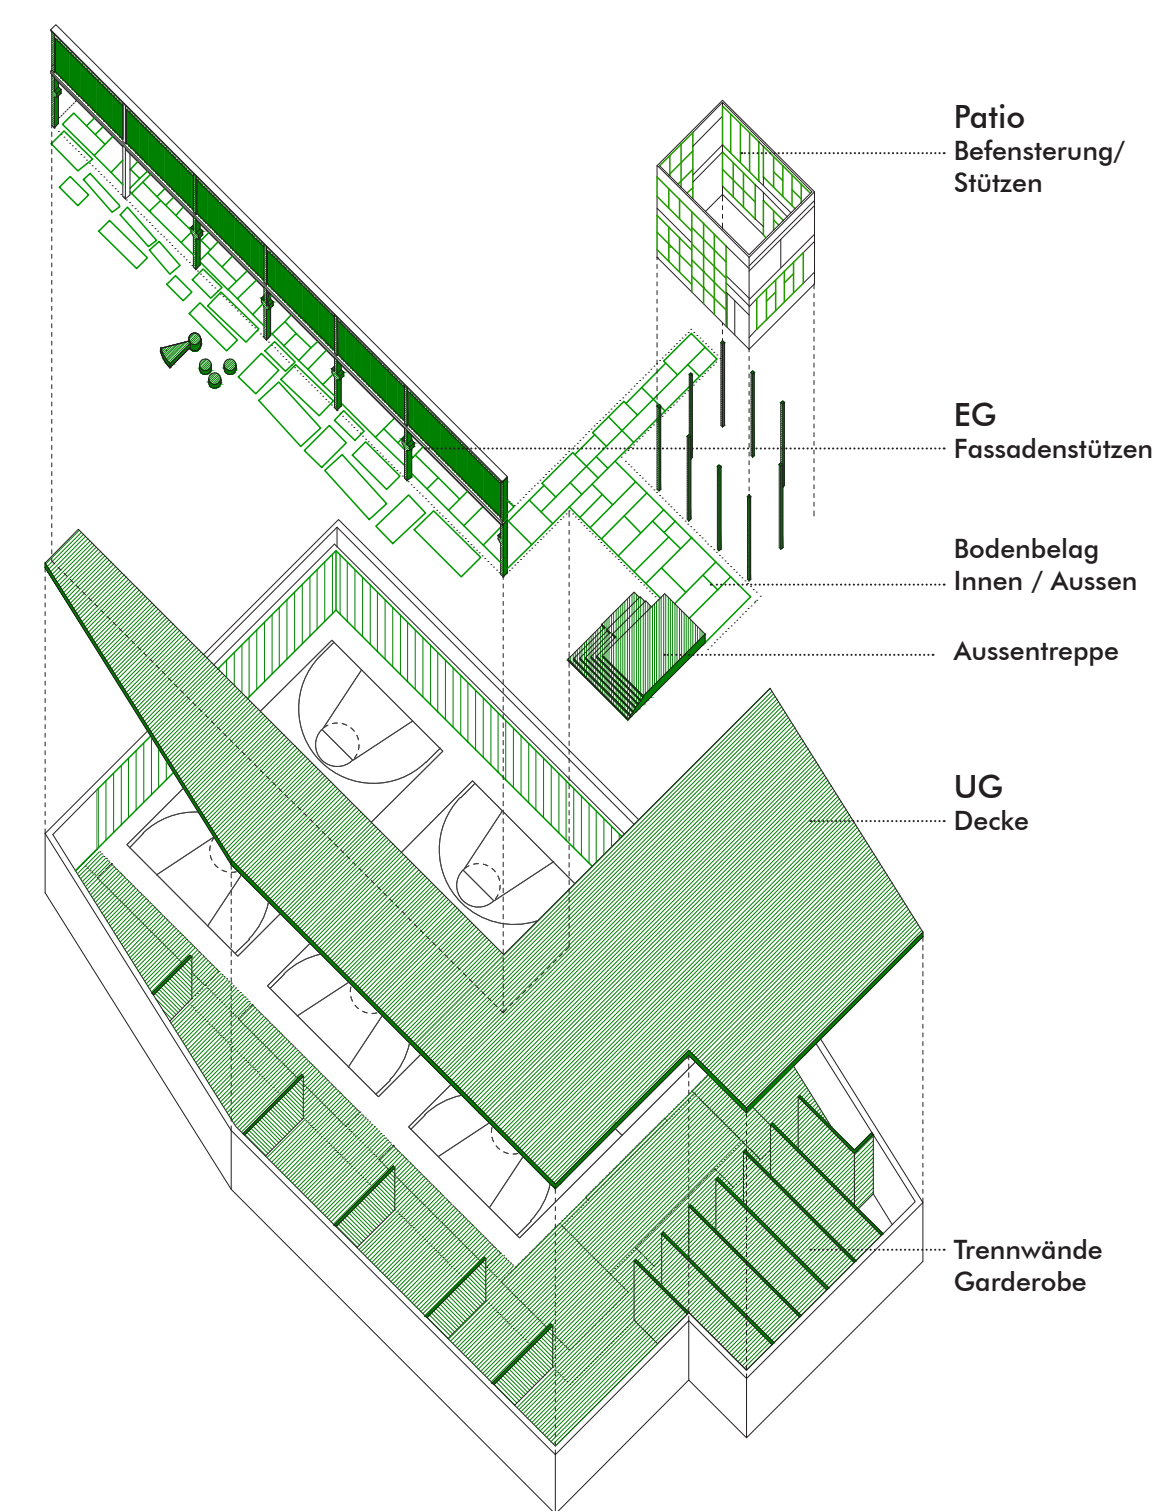 Patio
Befensterung/
Stützen
EG
Fassadenstützen
Bodenbelag
Innen / Aussen
Aussentreppe
UG
Decke
Trennwände
Garderobe